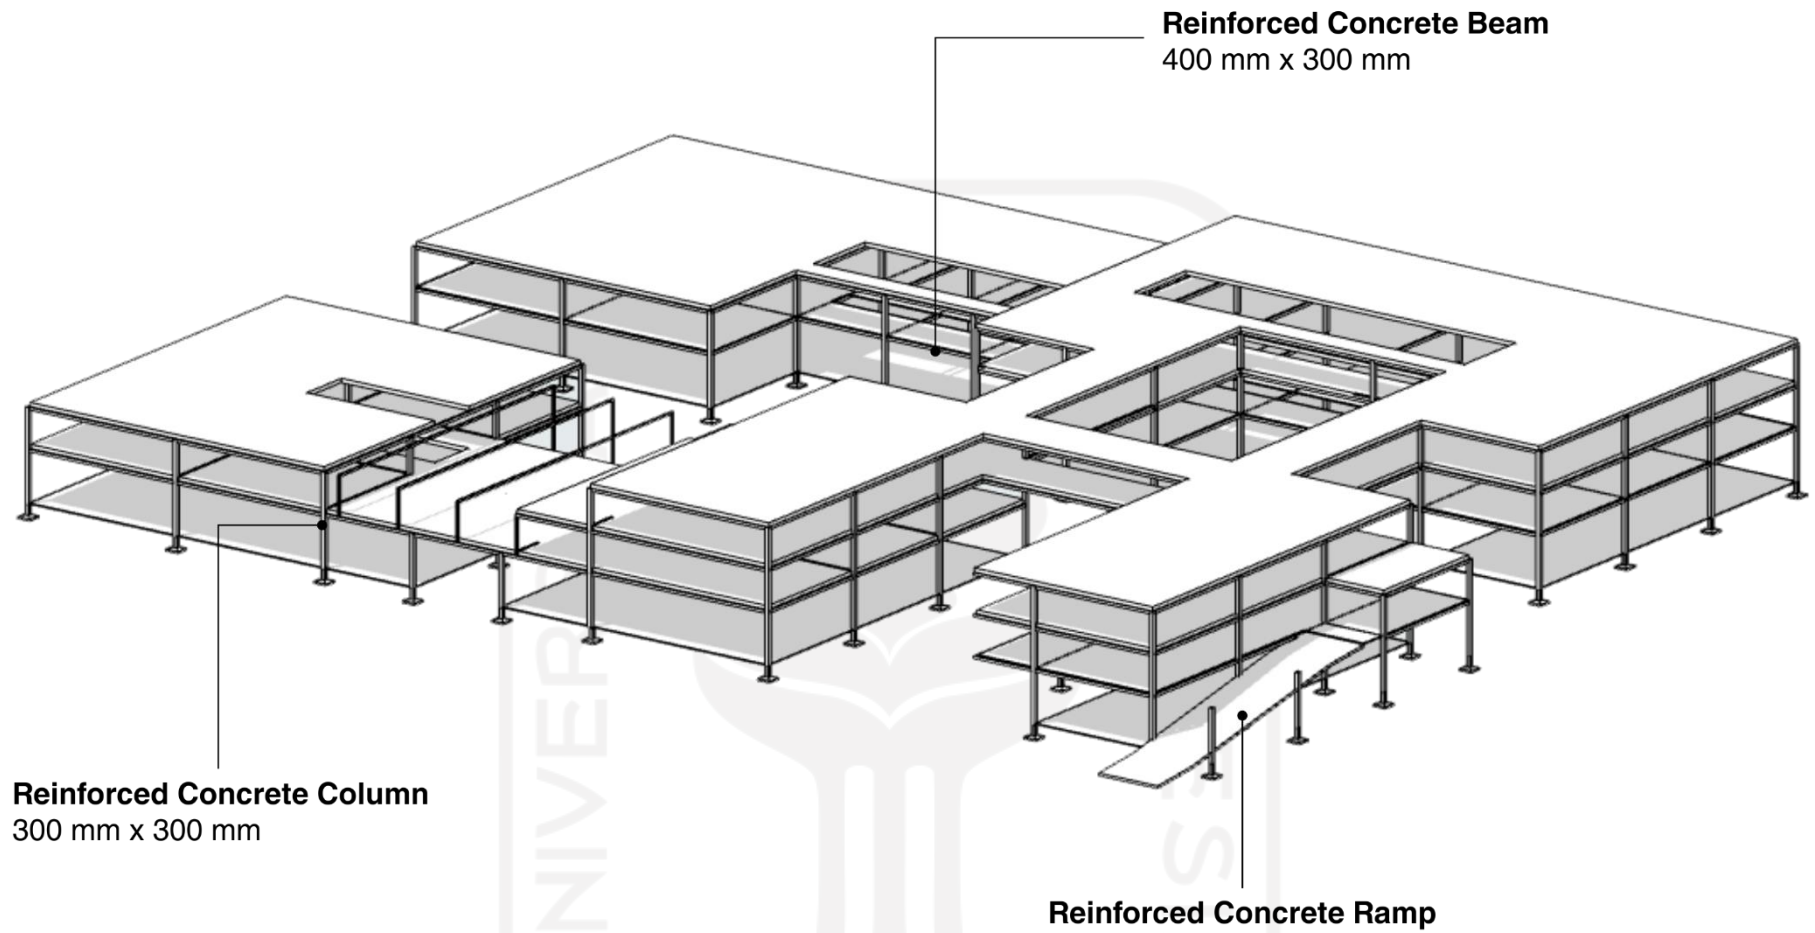 Reinforced Concrete Beam
400 mm x 300 mm
Reinforced Concrete Column
300 mm x 300 mm
Reinforced Concrete Ramp